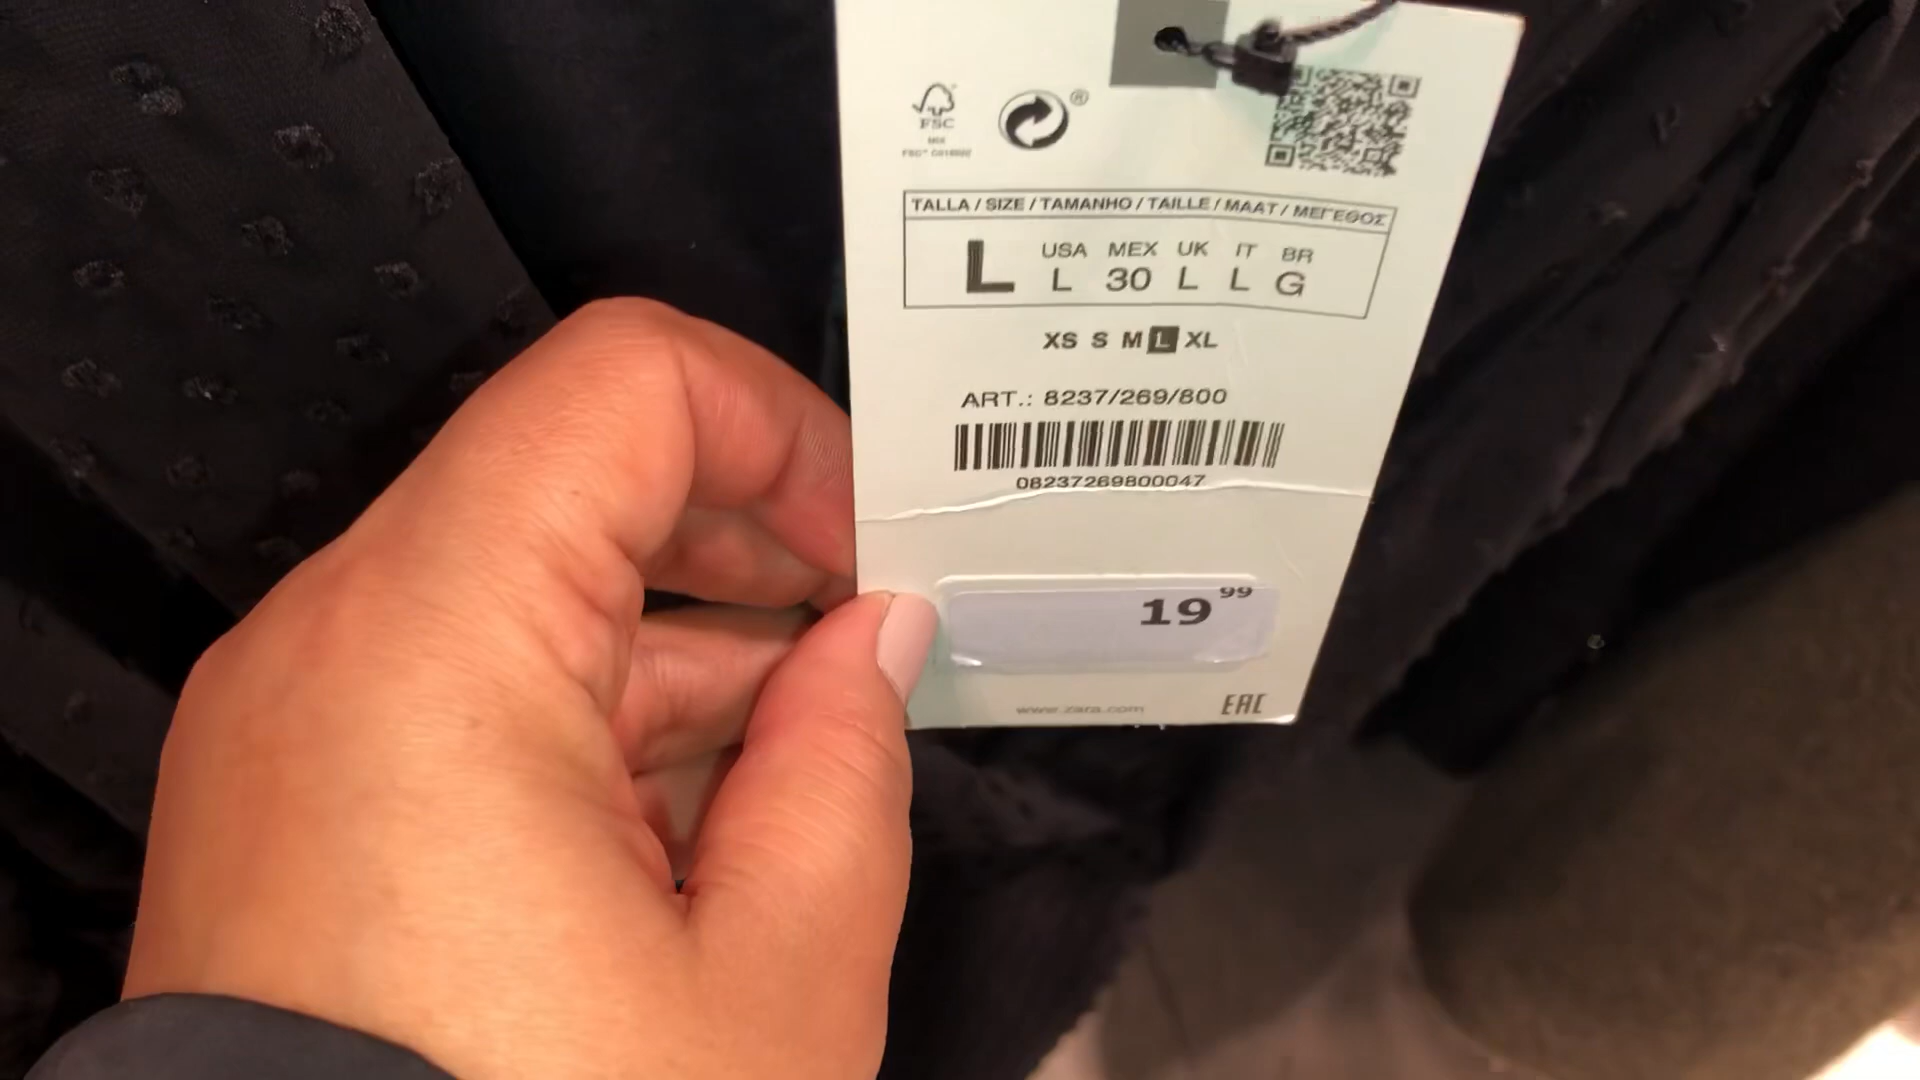 FSC
MIX
®
TALLA / SIZE / TAMANHO / TAILLE / MAAT / ΜΕΓΕΘΟΣ
USA MEX UK IT BR
L L 30 L L G
XS S M L XL
ART.: 8237/269/800
08237269800047
19 99
www.zara.com
EAC